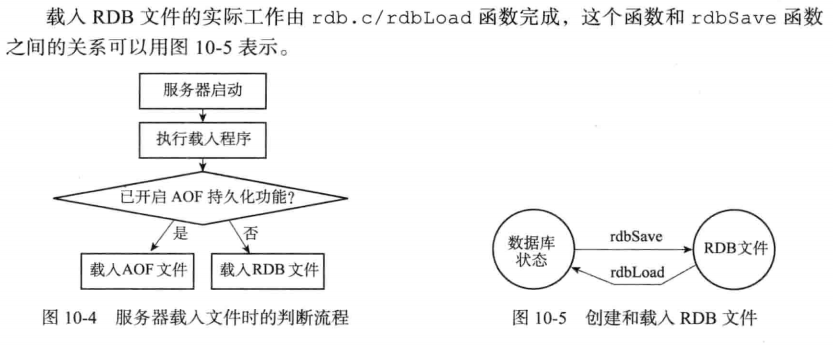 载入 RDB 文件的实际工作由 rdb.c/rdbLoad 函数完成，这个函数和 rdbSave 函数
之间的关系可以用图 10-5 表示。
服务器启动
执行载入程序
已开启 AOF 持久化功能?
是
否
载入AOF 文件
载入RDB 文件
图 10-4 服务器载入文件时的判断流程
数据库
状态
rdbSave
rdbLoad
RDB文件
图 10-5 创建和载入 RDB 文件